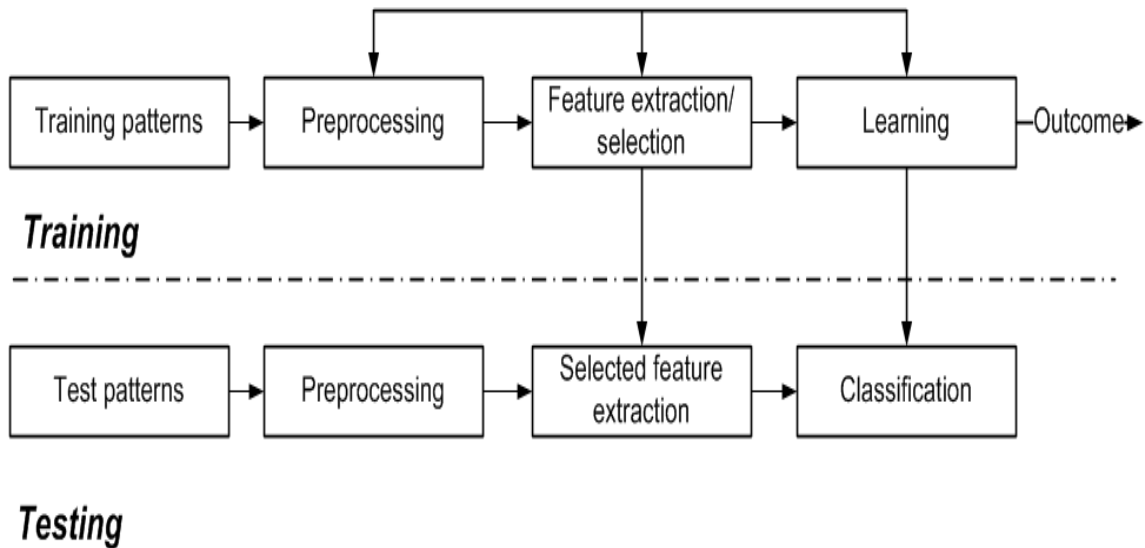 Training patterns
Preprocessing
Feature extraction/
selection
Learning
Outcome
Training
Test patterns
Preprocessing
Selected feature
extraction
Classification
Testing